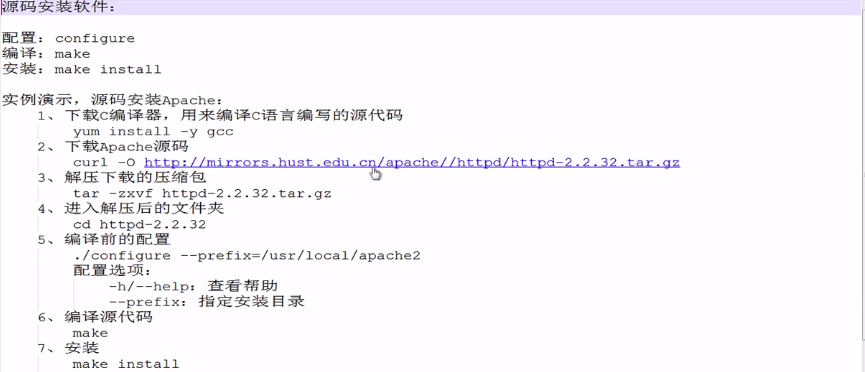 源码安装软件：
配置：configure
编译：make
安装：make install
实例演示，源码安装Apache：
1、下载C编译器，用来编译C语言编写的源代码
yum install -y gcc
2、下载Apache源码
curl -O http://mirrors.hust.edu.cn/apache//httpd/httpd-2.2.32.tar.gz
3、解压下载的压缩包
tar -zxvf httpd-2.2.32.tar.gz
4、进入解压后的文件夹
cd httpd-2.2.32
5、编译前的配置
./configure --prefix=/usr/local/apache2
配置选项：
-h/--help：查看帮助
--prefix：指定安装目录
6、编译源代码
make
7、安装
make install